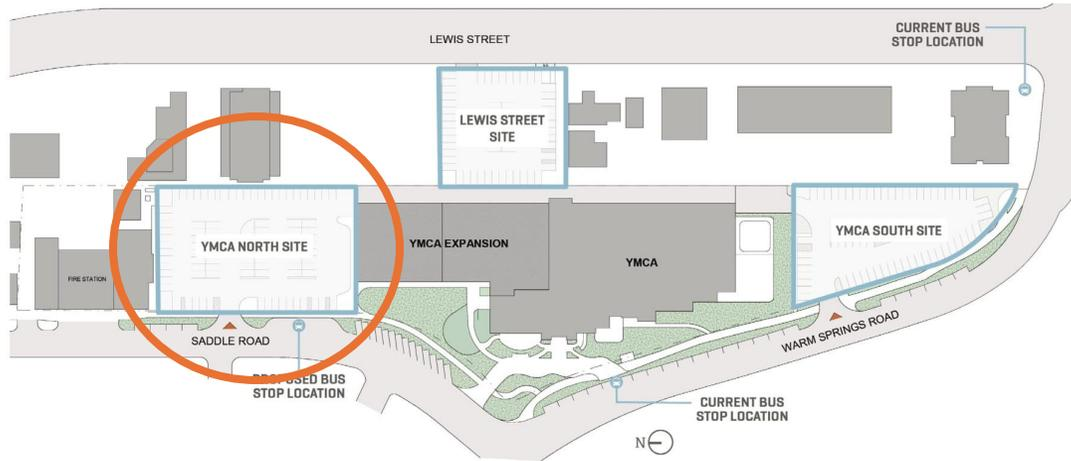 LEWIS STREET
CURRENT BUS
STOP LOCATION
LEWIS STREET
SITE
YMCA NORTH SITE
YMCA EXPANSION
YMCA
YMCA SOUTH SITE
FIRE STATION
SADDLE ROAD
WARM SPRINGS ROAD
PROPOSED BUS
STOP LOCATION
CURRENT BUS
STOP LOCATION
N